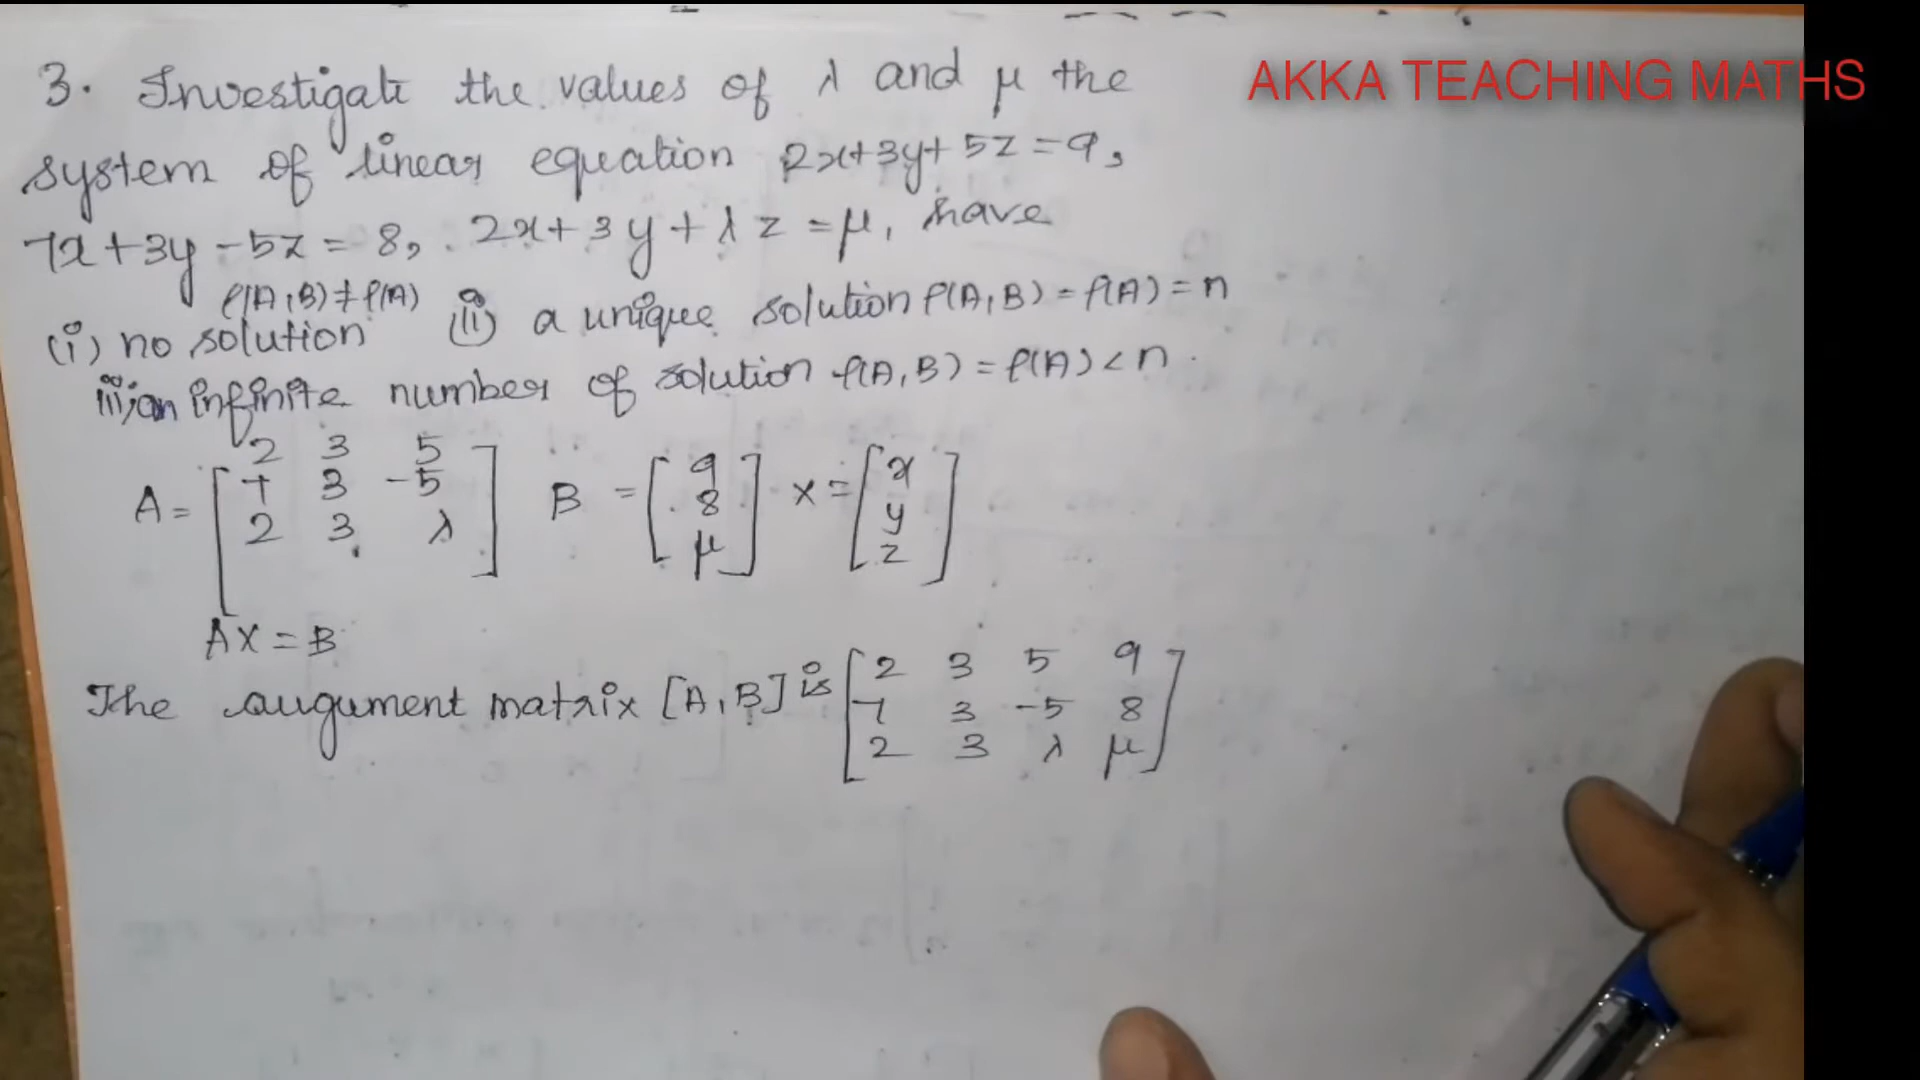 AKKA TEACHING MATHS
3. Investigate the values of λ and μ the
system of linear equation 2x+3y+5z=9,
7x+3y-5z=8, 2x+3y+λz=μ, have
ρ(A,B)≠ρ(A)
(i) no solution (ii) a unique solution ρ(A,B)=ρ(A)=n
iii) an infinite number of solution ρ(A,B)=ρ(A)<n.
2 3 5
A= [ 7 3 -5 ] B = [ 9 8 μ ] x= [ x y z ]
2 3 λ
AX=B
The augument matrix [A,B] is [ 2 3 5 9
7 3 -5 8
2 3 λ μ ]